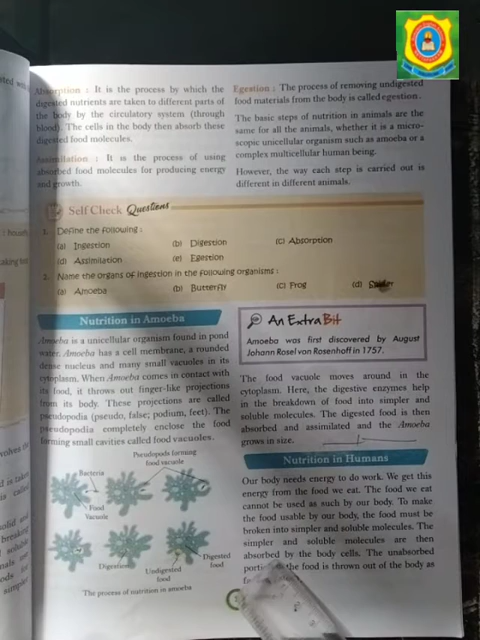 Absorption : It is the process by which the
digested nutrients are taken to different parts of
the body by the circulatory system (through
blood). The cells in the body then absorb these
digested food molecules.
Assimilation : It is the process of using
absorbed food molecules for producing energy
and growth.
Egestion : The process of removing undigested
food materials from the body is called egestion.
The basic steps of nutrition in animals are the
same for all the animals, whether it is a micro-
scopic unicellular organism such as amoeba or a
complex multicellular human being.
However, the way each step is carried out is
different in different animals.
Self Check Questions
1. Define the following :
(a) Ingestion (b) Digestion (c) Absorption
(d) Assimilation (e) Egestion
2. Name the organs of ingestion in the following organisms :
(a) Amoeba (b) Butterfly (c) Frog (d)
Nutrition in Amoeba
Amoeba is a unicellular organism found in pond
water. Amoeba has a cell membrane, a rounded
dense nucleus and many small vacuoles in its
cytoplasm. When Amoeba comes in contact with
its food, it throws out finger-like projections
from its body. These projections are called
pseudopodia (pseudo, false; podium, feet). The
pseudopodia completely enclose the food
forming small cavities called food vacuoles.
Pseudopods forming
food vacuole
Bacteria
Food
Vacuole
Digestion
Undigested
food
Digested
food
The process of nutrition in amoeba
An Extra Bit
Amoeba was first discovered by August
Johann Rosel von Rosenhoff in 1757.
The food vacuole moves around in the
cytoplasm. Here, the digestive enzymes help
in the breakdown of food into simpler and
soluble molecules. The digested food is then
absorbed and assimilated and the Amoeba
grows in size.
Nutrition in Humans
Our body needs energy to do work. We get this
energy from the food we eat. The food we eat
cannot be used as such by our body. To make
the food usable by our body, the food must be
broken into simpler and soluble molecules. The
simpler and soluble molecules are then
absorbed by the body cells. The unabsorbed
the food is thrown out of the body as